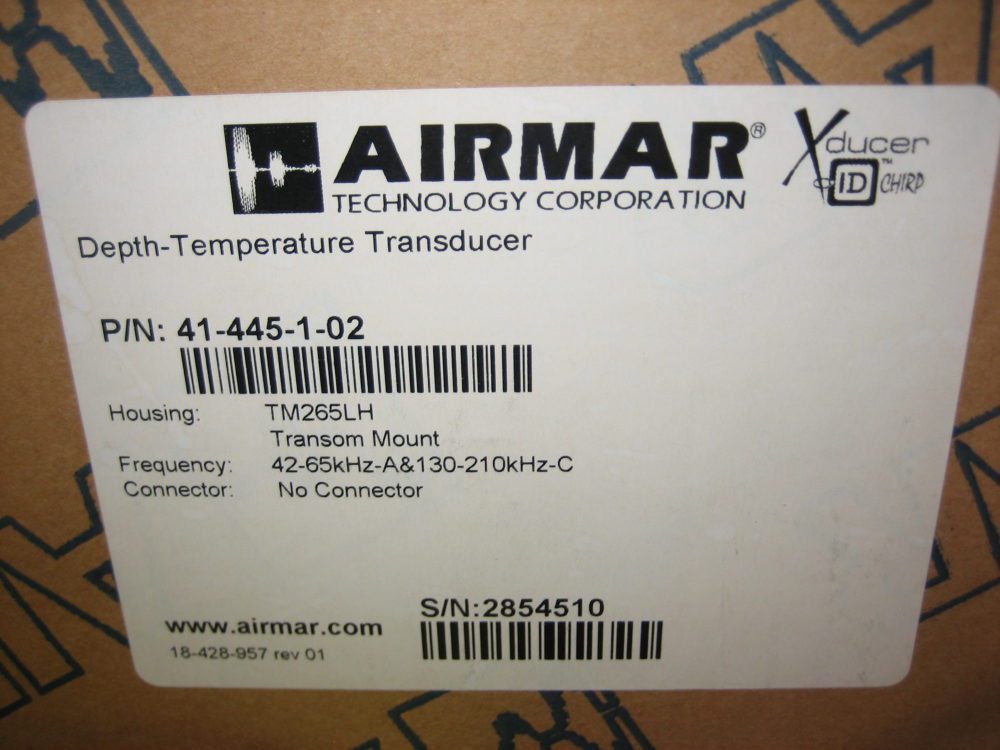 AIRMAR®
TECHNOLOGY CORPORATION
Xducer
ID™ CHIRP
Depth-Temperature Transducer
P/N: 41-445-1-02
Housing: TM265LH
Transom Mount
Frequency: 42-65kHz-A&130-210kHz-C
Connector: No Connector
S/N:2854510
www.airmar.com
18-428-957 rev 01